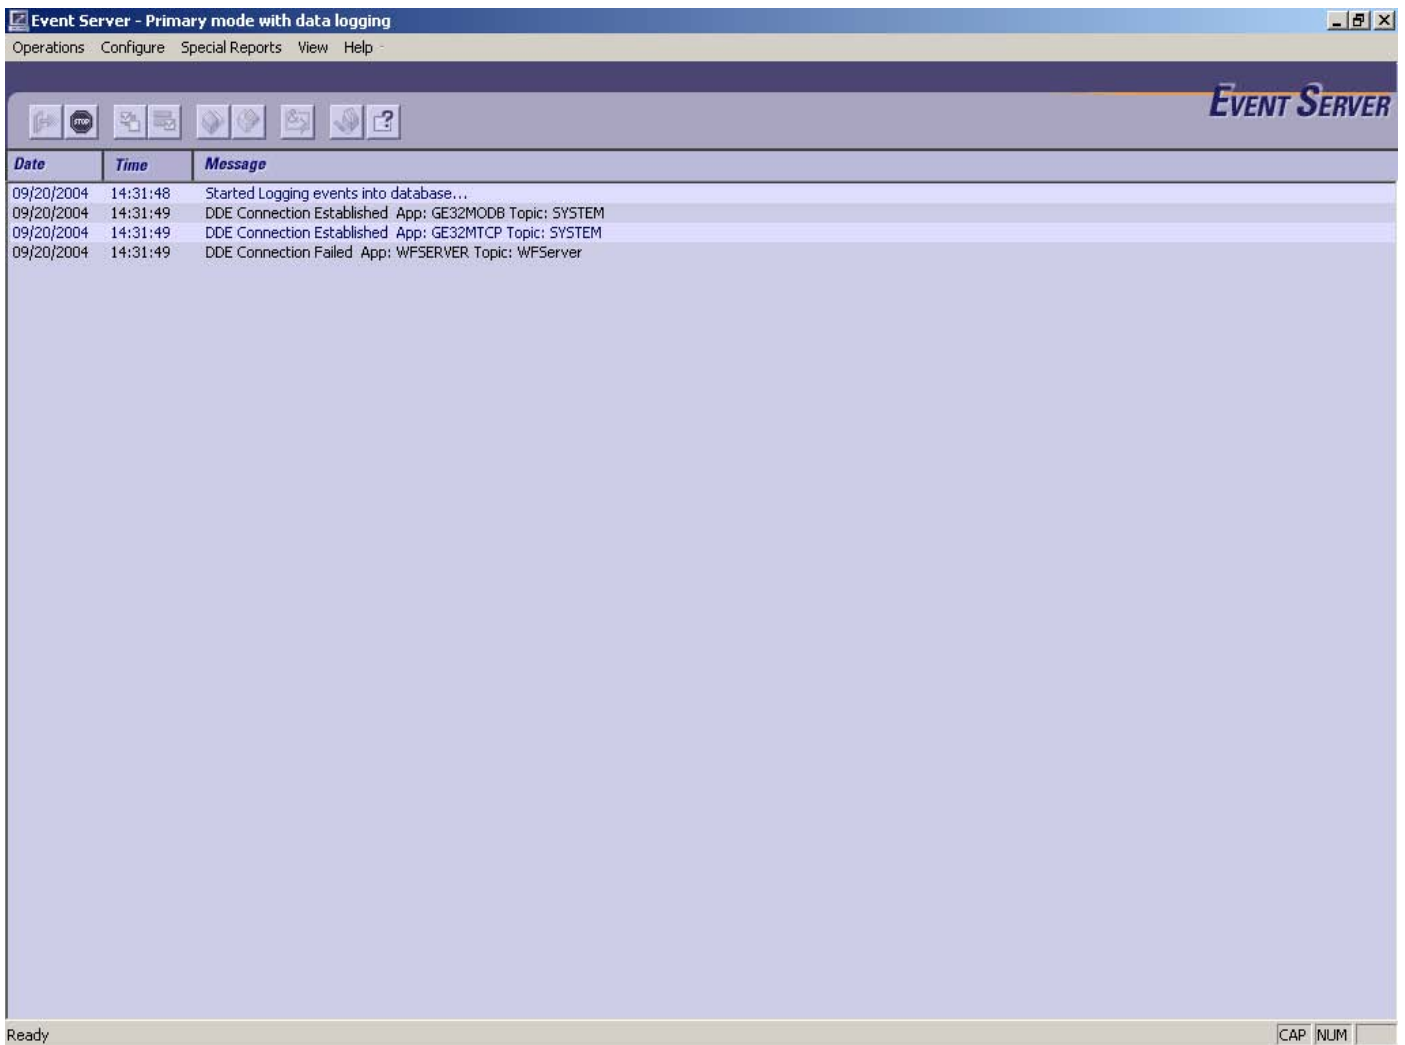 Event Server - Primary mode with data logging
Operations Configure Special Reports View Help
EVENT SERVER
STOP
Date Time Message
09/20/2004 14:31:48 Started Logging events into database...
09/20/2004 14:31:49 DDE Connection Established App: GE32MODB Topic: SYSTEM
09/20/2004 14:31:49 DDE Connection Established App: GE32MTCP Topic: SYSTEM
09/20/2004 14:31:49 DDE Connection Failed App: WFSERVER Topic: WFServer
Ready CAP NUM